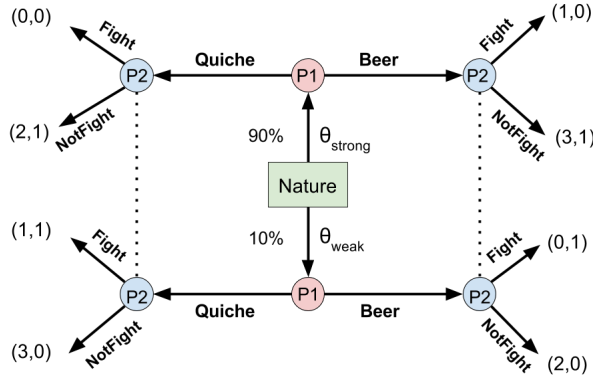 (0,0)
Fight
(1,0)
Fight
Quiche
Beer
P2
P1
P2
(2,1)
NotFight
NotFight
(3,1)
90%
θstrong
Nature
10%
θweak
(1,1)
Fight
(0,1)
Fight
P2
P1
P2
Quiche
Beer
NotFight
NotFight
(3,0)
(2,0)